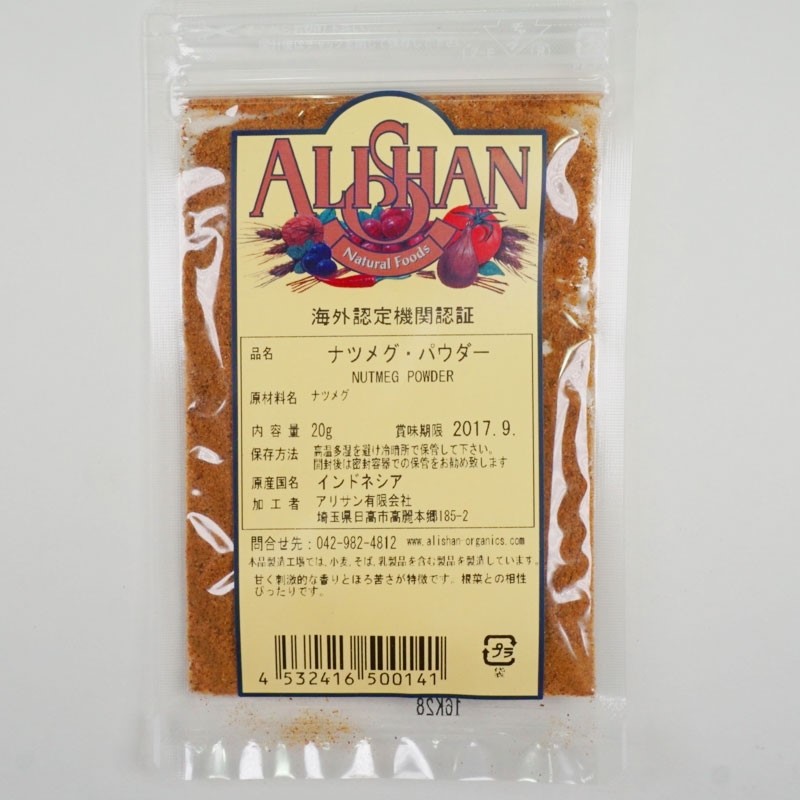 ALISHAN
Natural Foods
海外認定機関認証
品名 ナツメグ・パウダー
NUTMEG POWDER
原材料名 ナツメグ
内容量 20g 賞味期限 2017.9.
保存方法 高温多湿を避け冷暗所で保管して下さい。
開封後は密封容器での保管をお勧め致します
原産国名 インドネシア
加工者 アリサン有限会社
埼玉県日高市高麗本郷185-2
問合せ先：042-982-4812 www.alishan-organics.com
本品製造工場では、小麦、そば、乳製品を含む製品を製造しています。
甘く刺激的な香りとほろ苦さが特徴です。根菜との相性
ぴったりです。
プラ
袋
4 532416 500141
16K28